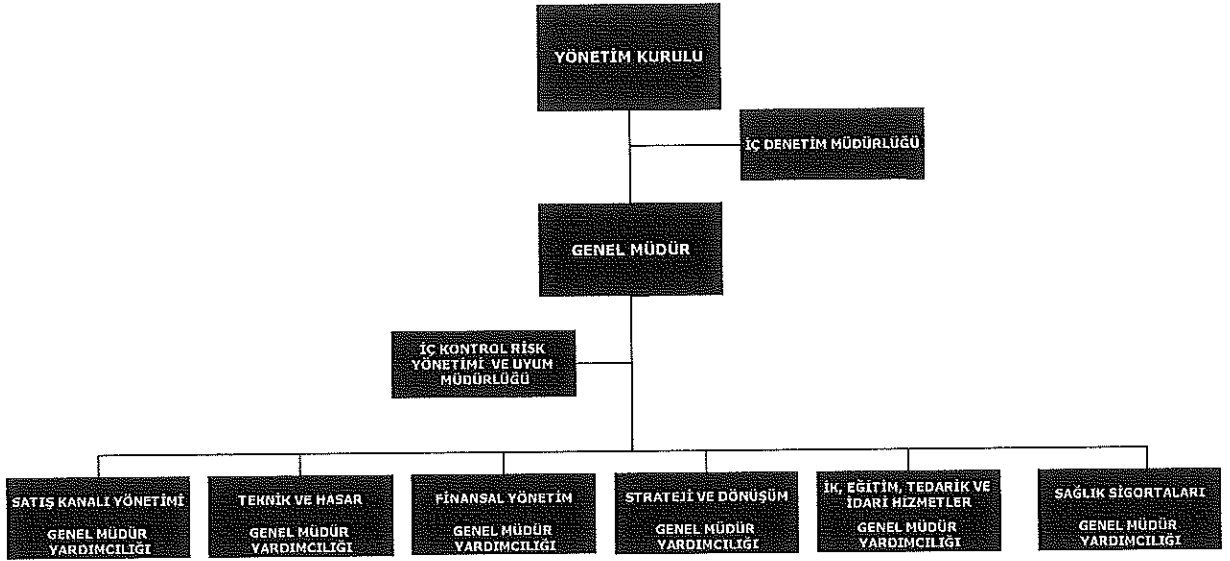 YÖNETİM KURULU
İÇ DENETİM MÜDÜRLÜĞÜ
GENEL MÜDÜR
İÇ KONTROL RİSK
YÖNETİMİ VE UYUM
MÜDÜRLÜĞÜ
SATIŞ KANALI YÖNETİMİ
GENEL MÜDÜR
YARDIMCILIĞI
TEKNİK VE HASAR
GENEL MÜDÜR
YARDIMCILIĞI
FİNANSAL YÖNETİM
GENEL MÜDÜR
YARDIMCILIĞI
STRATEJİ VE DÖNÜŞÜM
GENEL MÜDÜR
YARDIMCILIĞI
İK, EĞİTİM, TEDARİK VE
İDARİ HİZMETLER
GENEL MÜDÜR
YARDIMCILIĞI
SAĞLIK SİGORTALARI
GENEL MÜDÜR
YARDIMCILIĞI